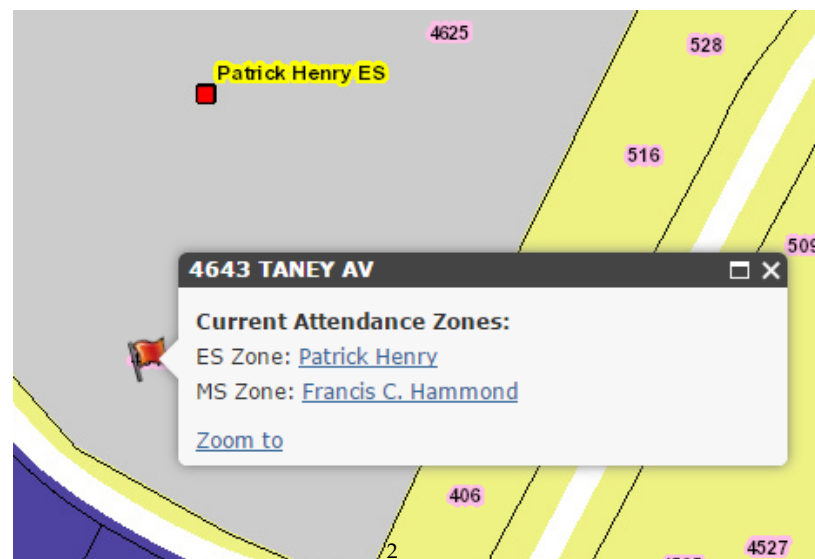 4625
528
Patrick Henry ES
516
509
4643 TANEY AV
Current Attendance Zones:
ES Zone: Patrick Henry
MS Zone: Francis C. Hammond
Zoom to
406
2
4527